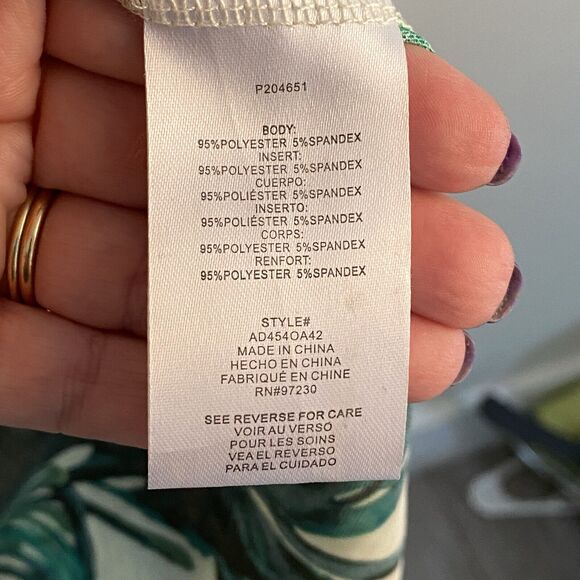 P204651
BODY:
95%POLYESTER 5%SPANDEX
INSERT:
95%POLYESTER 5%SPANDEX
CUERPO:
95%POLIÉSTER 5%SPANDEX
INSERTO:
95%POLIÉSTER 5%SPANDEX
CORPS:
95%POLYESTER 5%SPANDEX
RENFORT:
95%POLYESTER 5%SPANDEX
STYLE#
AD454OA42
MADE IN CHINA
HECHO EN CHINA
FABRIQUÉ EN CHINE
RN#97230
SEE REVERSE FOR CARE
VOIR AU VERSO
POUR LES SOINS
VEA EL REVERSO
PARA EL CUIDADO